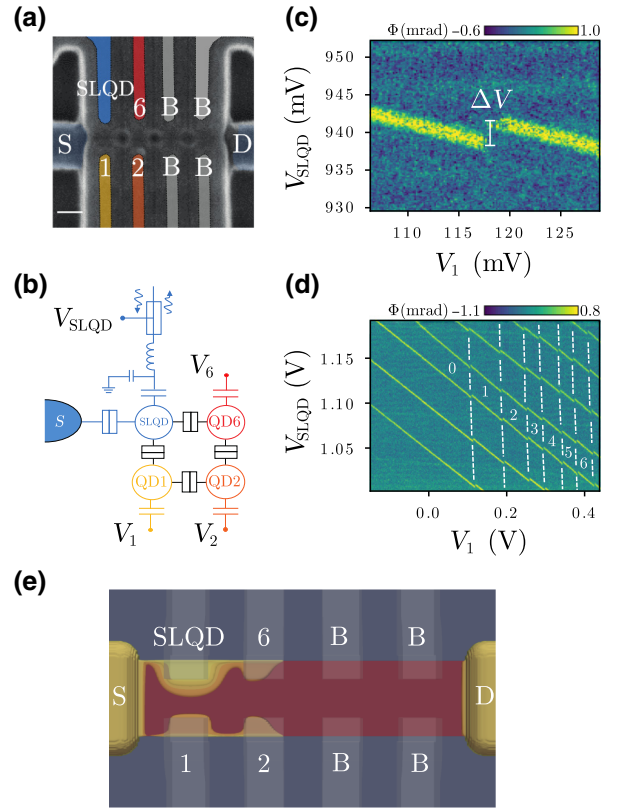 (a)
SLQD
6
B
B
S
D
1
2
B
B
(b)
V_SLQD
V_6
S
SLQD
QD6
QD1
QD2
V_1
V_2
(c)
Φ(mrad) −0.6 1.0
ΔV
950
945
940
935
930
V_SLQD (mV)
110 115 120 125
V_1 (mV)
(d)
Φ(mrad) −1.1 0.8
0
1
2
3
4
5
6
1.15
1.10
1.05
V_SLQD (V)
0.0 0.2 0.4
V_1 (V)
(e)
SLQD 6 B B
S D
1 2 B B